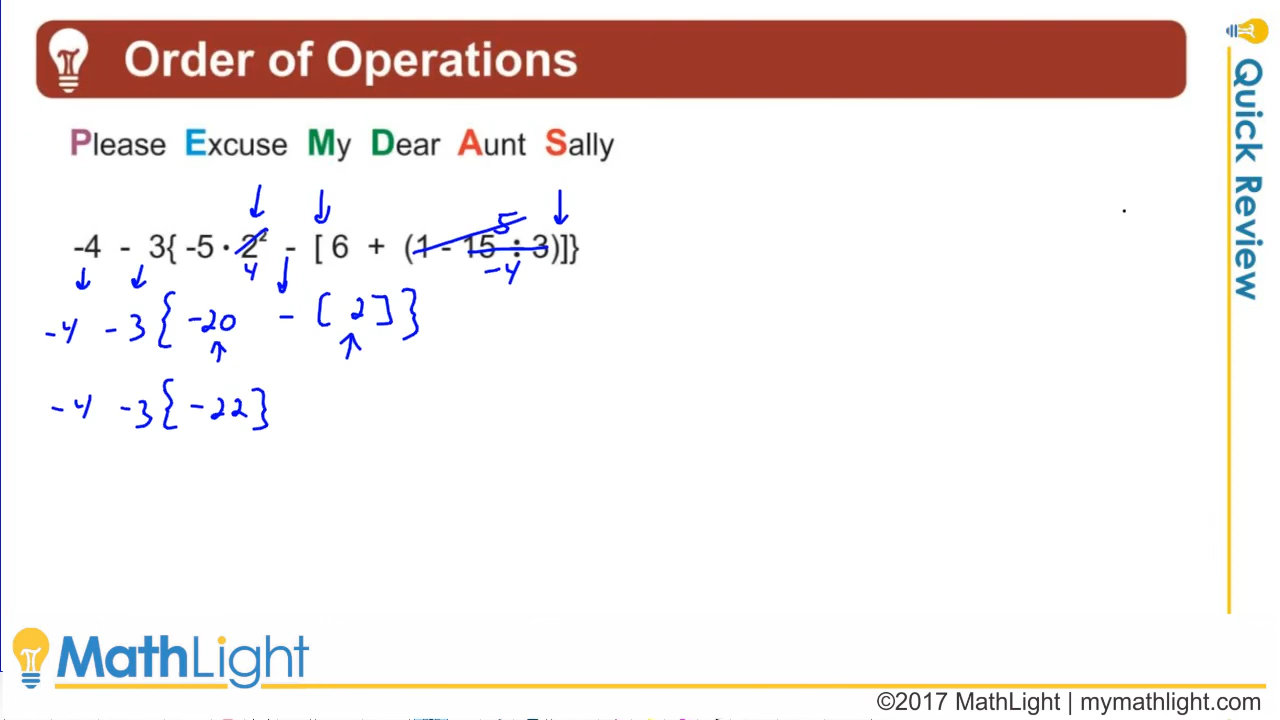 Order of Operations
Quick Review
Please Excuse My Dear Aunt Sally
5
-4 - 3{ -5 · 2² - [ 6 + (1 - 15 ÷ 3)]}
4 -4
-4 -3{ -20 - [ 2 ] }
-4 -3{ -22}
MathLight
©2017 MathLight | mymathlight.com